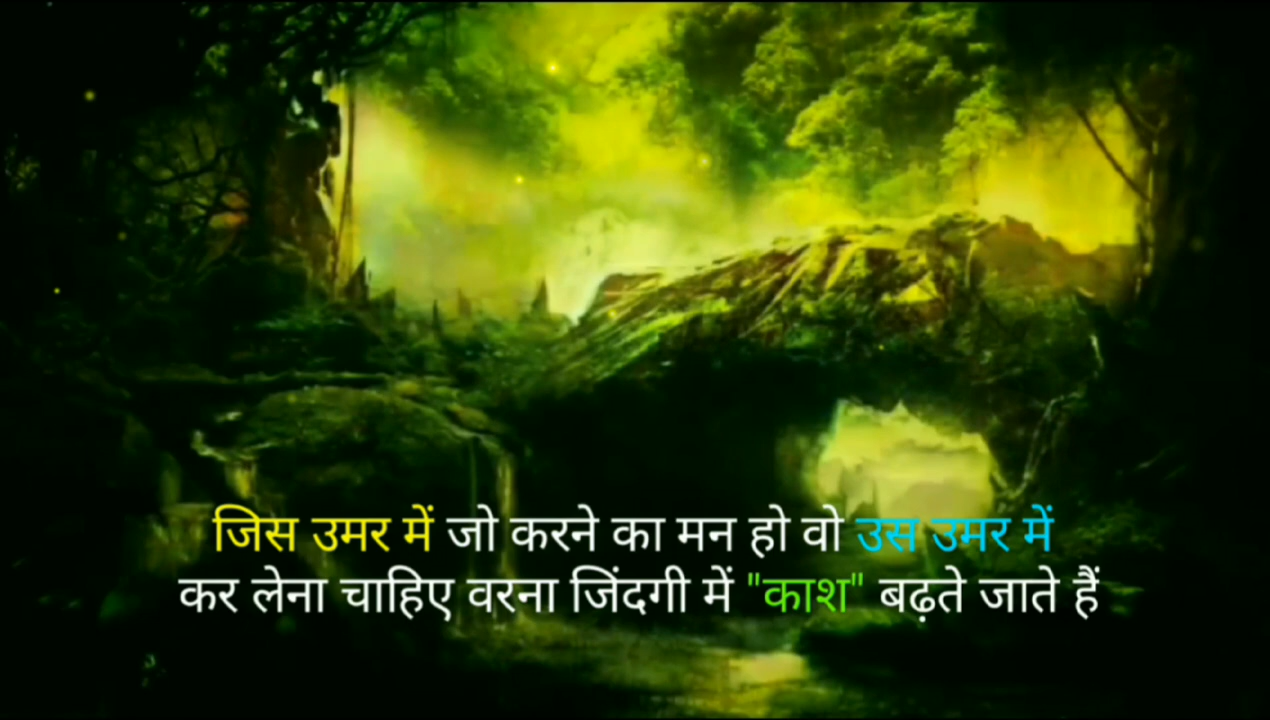 जिस उमर में जो करने का मन हो वो उस उमर में
कर लेना चाहिए वरना जिंदगी में "काश" बढ़ते जाते हैं